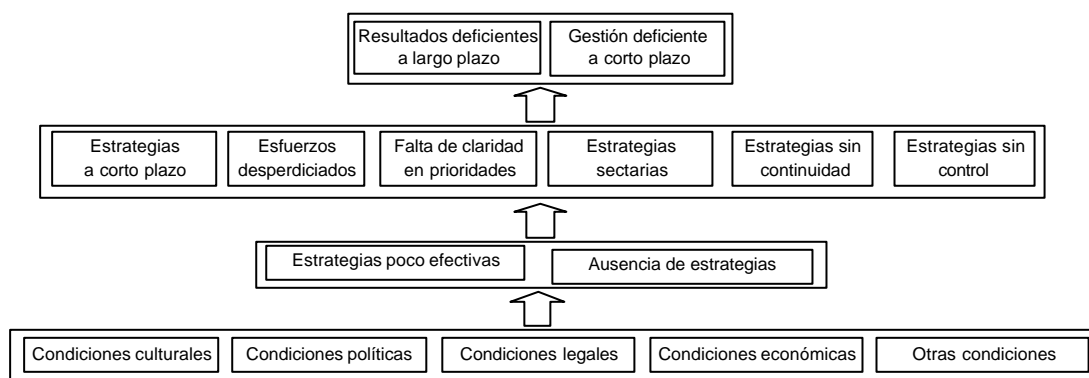 Resultados deficientes
a largo plazo
Gestión deficiente
a corto plazo
Estrategias
a corto plazo
Esfuerzos
desperdiciados
Falta de claridad
en prioridades
Estrategias
sectarias
Estrategias sin
continuidad
Estrategias sin
control
Estrategias poco efectivas
Ausencia de estrategias
Condiciones culturales
Condiciones políticas
Condiciones legales
Condiciones económicas
Otras condiciones